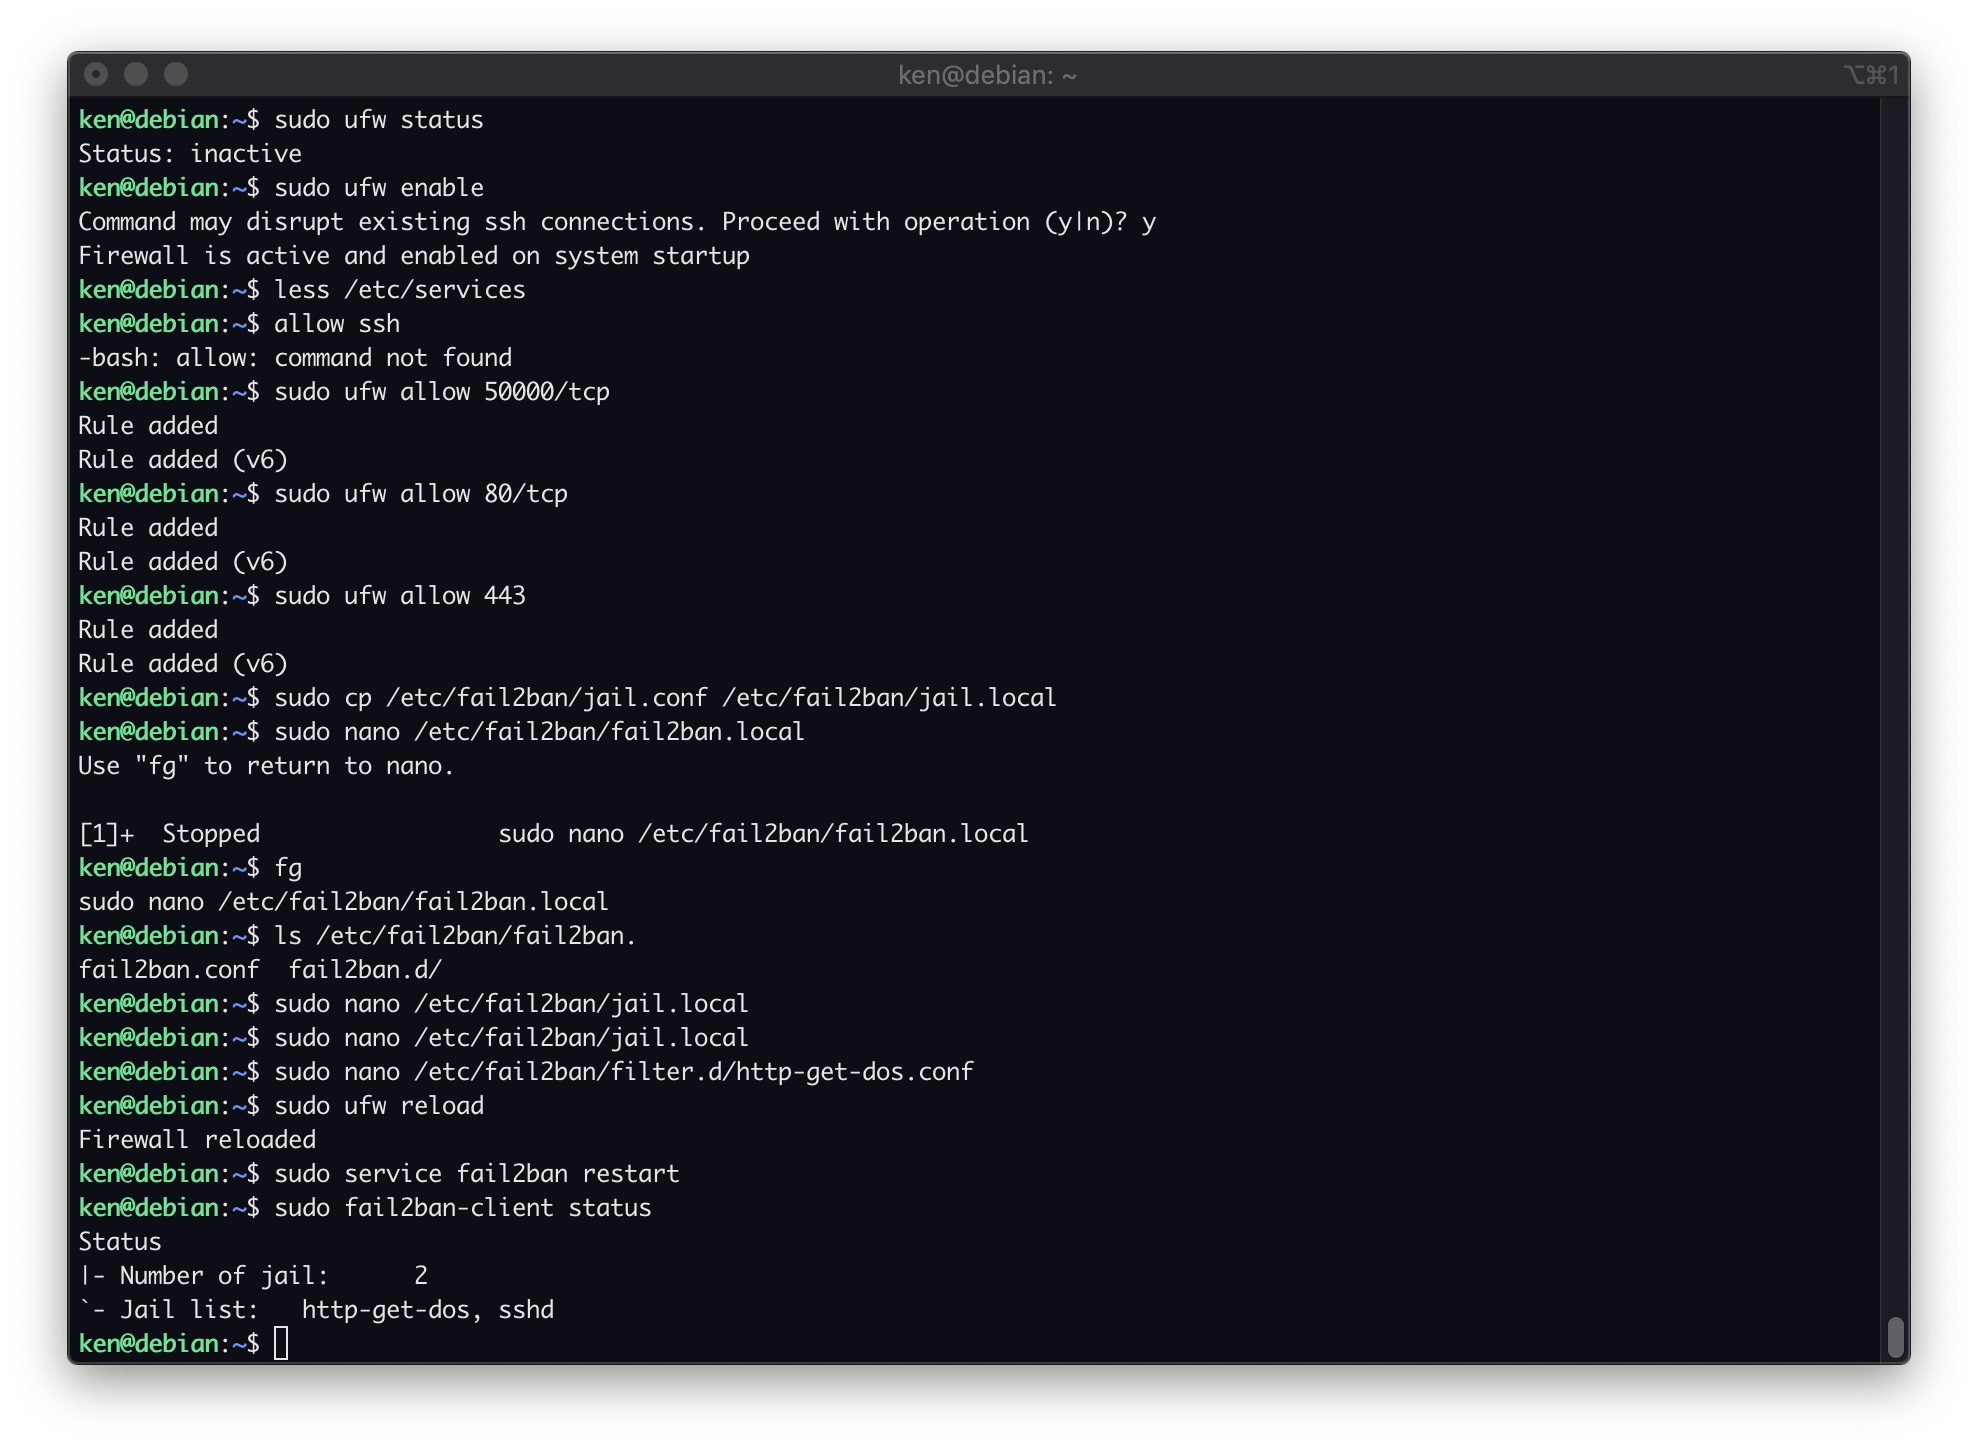 ken@debian: ~
⌥⌘1
ken@debian:~$ sudo ufw status
Status: inactive
ken@debian:~$ sudo ufw enable
Command may disrupt existing ssh connections. Proceed with operation (y|n)? y
Firewall is active and enabled on system startup
ken@debian:~$ less /etc/services
ken@debian:~$ allow ssh
-bash: allow: command not found
ken@debian:~$ sudo ufw allow 50000/tcp
Rule added
Rule added (v6)
ken@debian:~$ sudo ufw allow 80/tcp
Rule added
Rule added (v6)
ken@debian:~$ sudo ufw allow 443
Rule added
Rule added (v6)
ken@debian:~$ sudo cp /etc/fail2ban/jail.conf /etc/fail2ban/jail.local
ken@debian:~$ sudo nano /etc/fail2ban/fail2ban.local
Use "fg" to return to nano.

[1]+  Stopped                 sudo nano /etc/fail2ban/fail2ban.local
ken@debian:~$ fg
sudo nano /etc/fail2ban/fail2ban.local
ken@debian:~$ ls /etc/fail2ban/fail2ban.
fail2ban.conf  fail2ban.d/
ken@debian:~$ sudo nano /etc/fail2ban/jail.local
ken@debian:~$ sudo nano /etc/fail2ban/jail.local
ken@debian:~$ sudo nano /etc/fail2ban/filter.d/http-get-dos.conf
ken@debian:~$ sudo ufw reload
Firewall reloaded
ken@debian:~$ sudo service fail2ban restart
ken@debian:~$ sudo fail2ban-client status
Status
|- Number of jail:      2
`- Jail list:   http-get-dos, sshd
ken@debian:~$